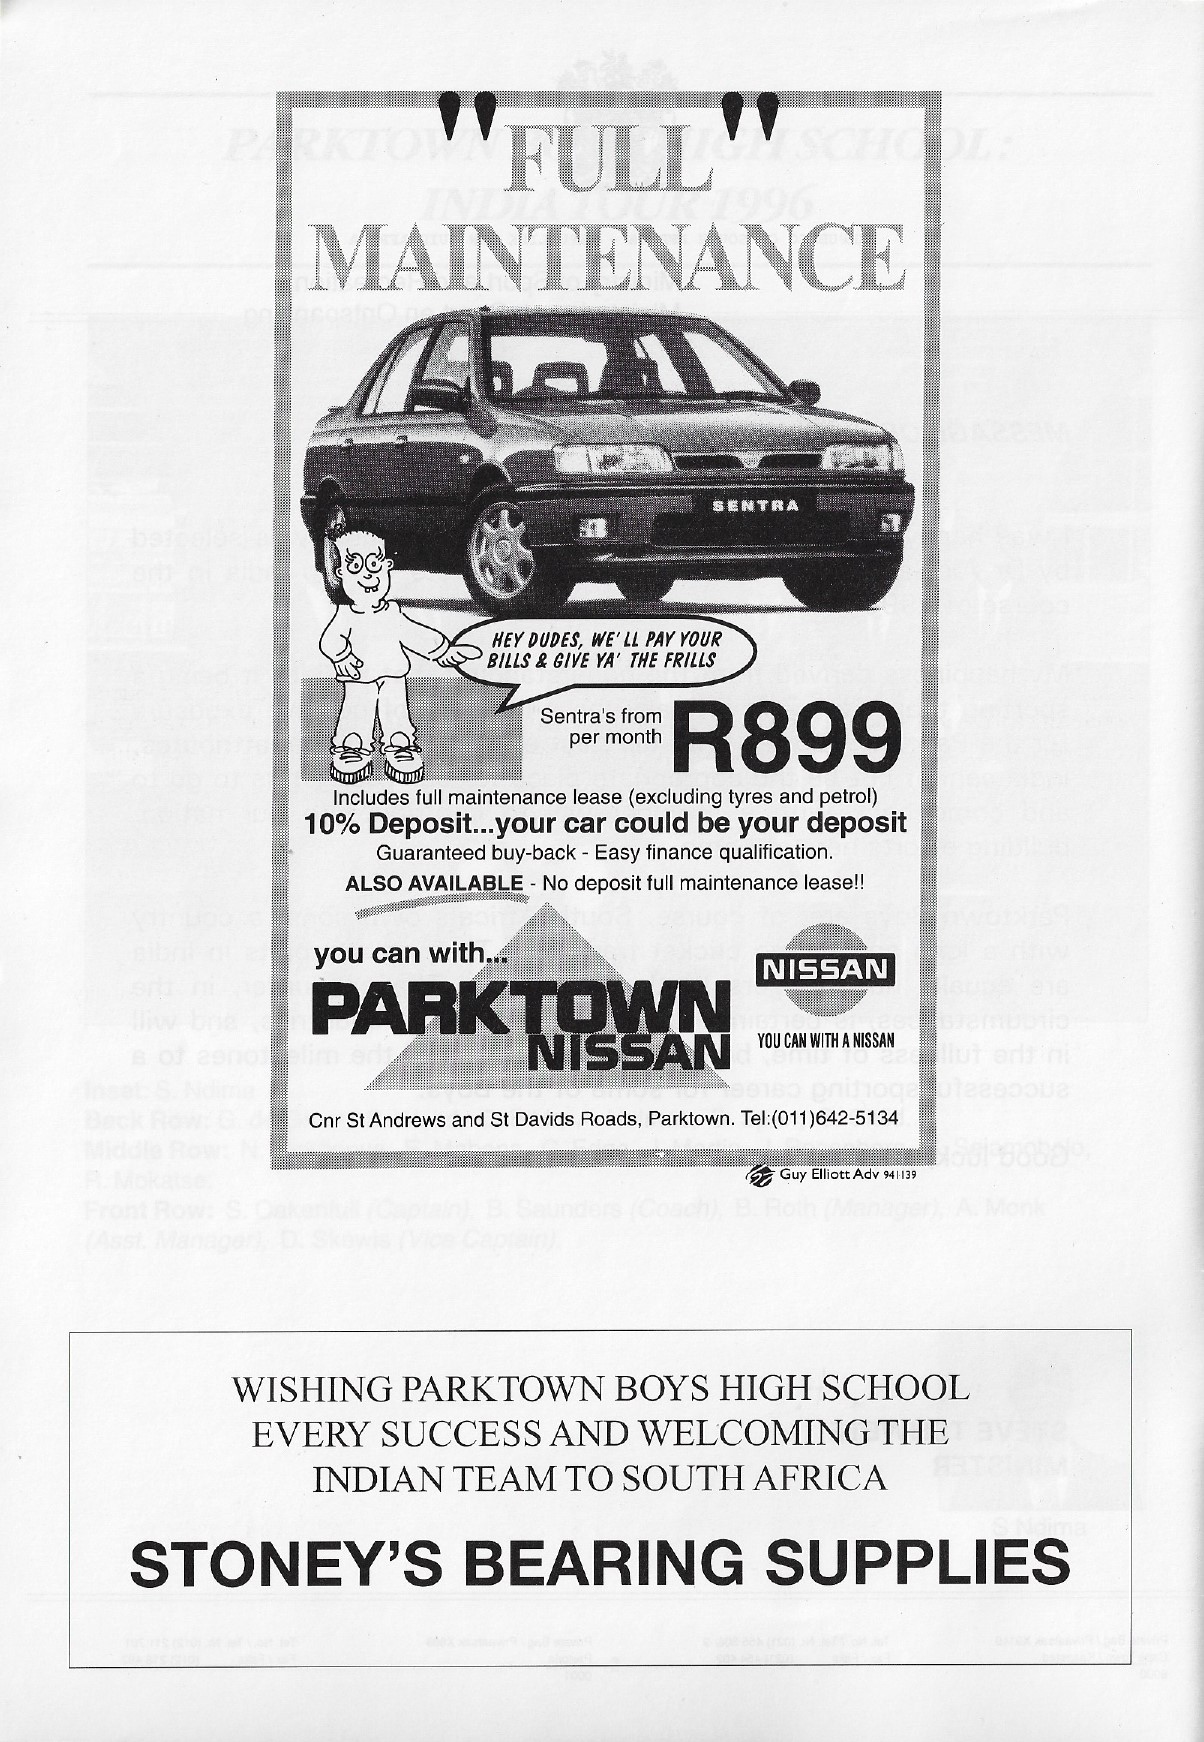 "FULL"
MAINTENANCE
SENTRA
HEY DUDES, WE'LL PAY YOUR
BILLS & GIVE YA' THE FRILLS
Sentra's from
per month
R899
Includes full maintenance lease (excluding tyres and petrol)
10% Deposit...your car could be your deposit
Guaranteed buy-back - Easy finance qualification.
ALSO AVAILABLE - No deposit full maintenance lease!!
you can with...
PARKTOWN
NISSAN
NISSAN
YOU CAN WITH A NISSAN
Cnr St Andrews and St Davids Roads, Parktown. Tel:(011)642-5134
Guy Elliott Adv 941-139
WISHING PARKTOWN BOYS HIGH SCHOOL
EVERY SUCCESS AND WELCOMING THE
INDIAN TEAM TO SOUTH AFRICA
STONEY'S BEARING SUPPLIES